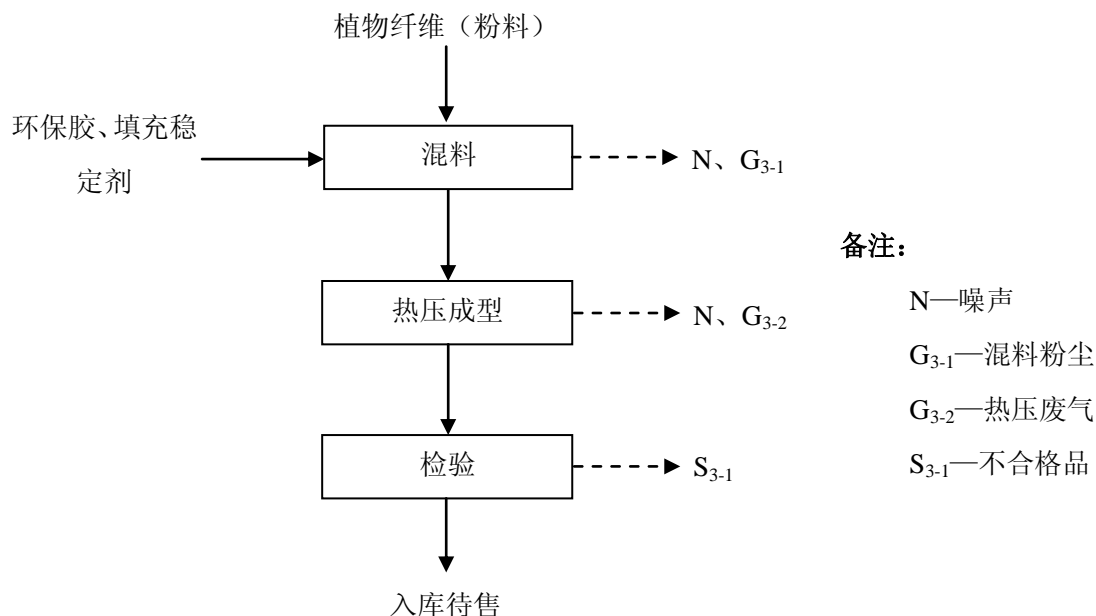 植物纤维（粉料）
环保胶、填充稳
定剂
混料
N、G3-1
热压成型
N、G3-2
检验
S3-1
入库待售
备注：
N—噪声
G3-1—混料粉尘
G3-2—热压废气
S3-1—不合格品